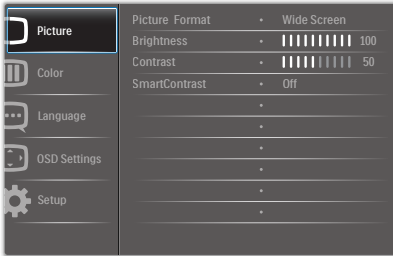 Picture
Color
Language
OSD Settings
Setup
Picture Format • Wide Screen
Brightness • 100
Contrast • 50
SmartContrast • Off
•
•
•
•
•
•